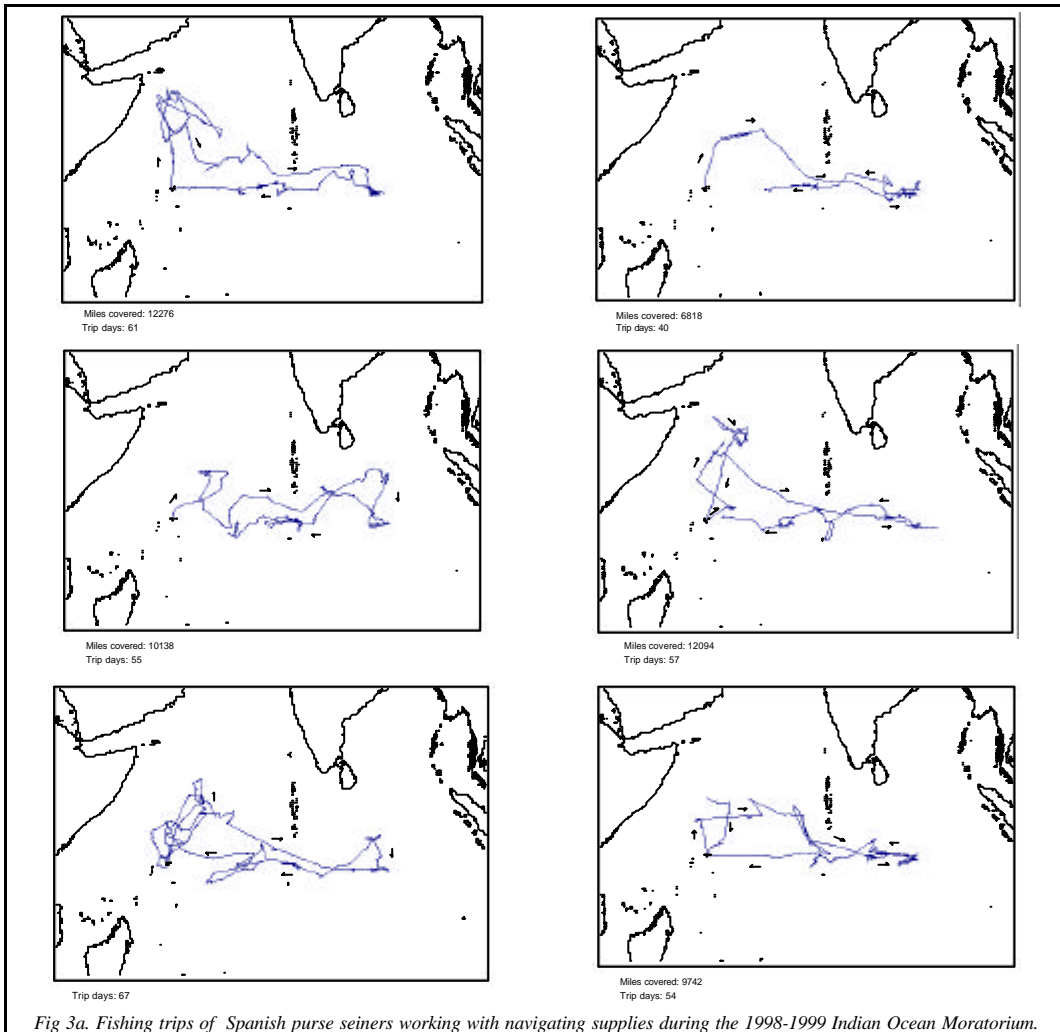 Miles covered: 12276
Trip days: 61
Miles covered: 6818
Trip days: 40
Miles covered: 10138
Trip days: 55
Miles covered: 12094
Trip days: 57
Trip days: 67
Miles covered: 9742
Trip days: 54
Fig 3a. Fishing trips of Spanish purse seiners working with navigating supplies during the 1998-1999 Indian Ocean Moratorium.